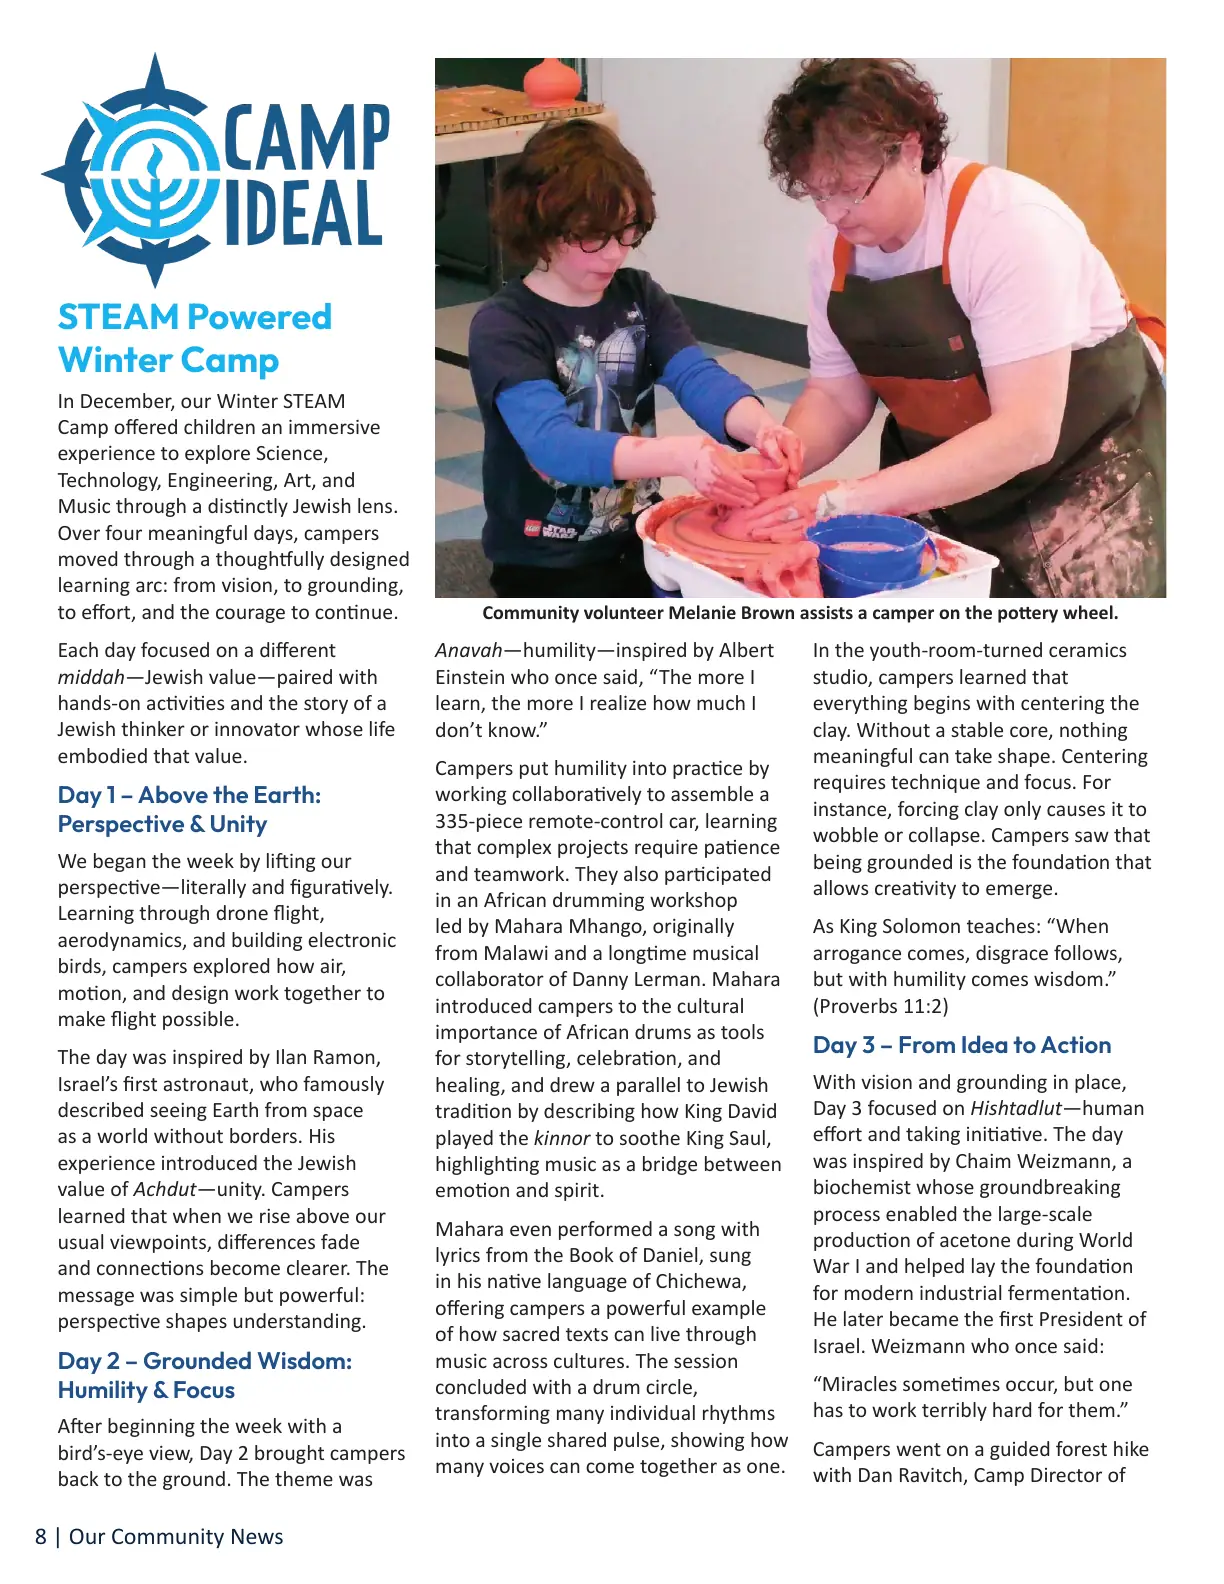 CAMP
IDEAL
STEAM Powered
Winter Camp
In December, our Winter STEAM
Camp offered children an immersive
experience to explore Science,
Technology, Engineering, Art, and
Music through a distinctly Jewish lens.
Over four meaningful days, campers
moved through a thoughtfully designed
learning arc: from vision, to grounding,
to effort, and the courage to continue.
Each day focused on a different
middah—Jewish value—paired with
hands-on activities and the story of a
Jewish thinker or innovator whose life
embodied that value.
Day 1 – Above the Earth:
Perspective & Unity
We began the week by lifting our
perspective—literally and figuratively.
Learning through drone flight,
aerodynamics, and building electronic
birds, campers explored how air,
motion, and design work together to
make flight possible.
The day was inspired by Ilan Ramon,
Israel’s first astronaut, who famously
described seeing Earth from space
as a world without borders. His
experience introduced the Jewish
value of Achdut—unity. Campers
learned that when we rise above our
usual viewpoints, differences fade
and connections become clearer. The
message was simple but powerful:
perspective shapes understanding.
Day 2 – Grounded Wisdom:
Humility & Focus
After beginning the week with a
bird’s-eye view, Day 2 brought campers
back to the ground. The theme was
LEGO STAR WARS
Community volunteer Melanie Brown assists a camper on the pottery wheel.
Anavah—humility—inspired by Albert
Einstein who once said, “The more I
learn, the more I realize how much I
don’t know.”
Campers put humility into practice by
working collaboratively to assemble a
335-piece remote-control car, learning
that complex projects require patience
and teamwork. They also participated
in an African drumming workshop
led by Mahara Mhango, originally
from Malawi and a longtime musical
collaborator of Danny Lerman. Mahara
introduced campers to the cultural
importance of African drums as tools
for storytelling, celebration, and
healing, and drew a parallel to Jewish
tradition by describing how King David
played the kinnor to soothe King Saul,
highlighting music as a bridge between
emotion and spirit.
Mahara even performed a song with
lyrics from the Book of Daniel, sung
in his native language of Chichewa,
offering campers a powerful example
of how sacred texts can live through
music across cultures. The session
concluded with a drum circle,
transforming many individual rhythms
into a single shared pulse, showing how
many voices can come together as one.
In the youth-room-turned ceramics
studio, campers learned that
everything begins with centering the
clay. Without a stable core, nothing
meaningful can take shape. Centering
requires technique and focus. For
instance, forcing clay only causes it to
wobble or collapse. Campers saw that
being grounded is the foundation that
allows creativity to emerge.
As King Solomon teaches: “When
arrogance comes, disgrace follows,
but with humility comes wisdom.”
(Proverbs 11:2)
Day 3 – From Idea to Action
With vision and grounding in place,
Day 3 focused on Hishtadlut—human
effort and taking initiative. The day
was inspired by Chaim Weizmann, a
biochemist whose groundbreaking
process enabled the large-scale
production of acetone during World
War I and helped lay the foundation
for modern industrial fermentation.
He later became the first President of
Israel. Weizmann who once said:
“Miracles sometimes occur, but one
has to work terribly hard for them.”
Campers went on a guided forest hike
with Dan Ravitch, Camp Director of
8 | Our Community News